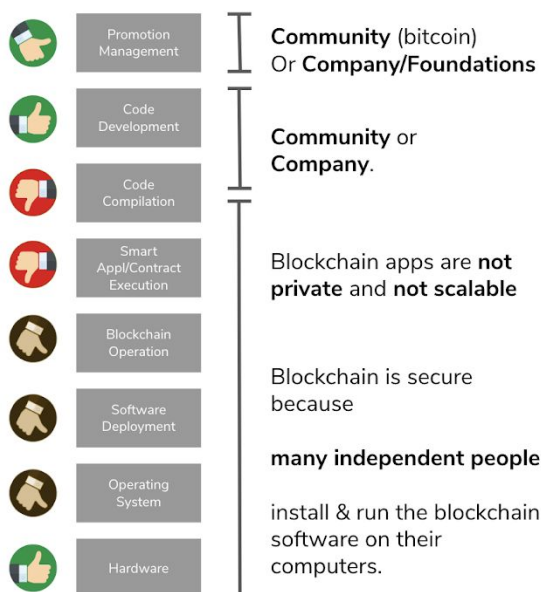 Promotion
Management
Community (bitcoin)
Or Company/Foundations
Code
Development
Community or
Company.
Code
Compilation
Smart
Appl/Contract
Execution
Blockchain apps are not
private and not scalable
Blockchain
Operation
Blockchain is secure
because
Software
Deployment
many independent people
Operating
System
install & run the blockchain
software on their
computers.
Hardware